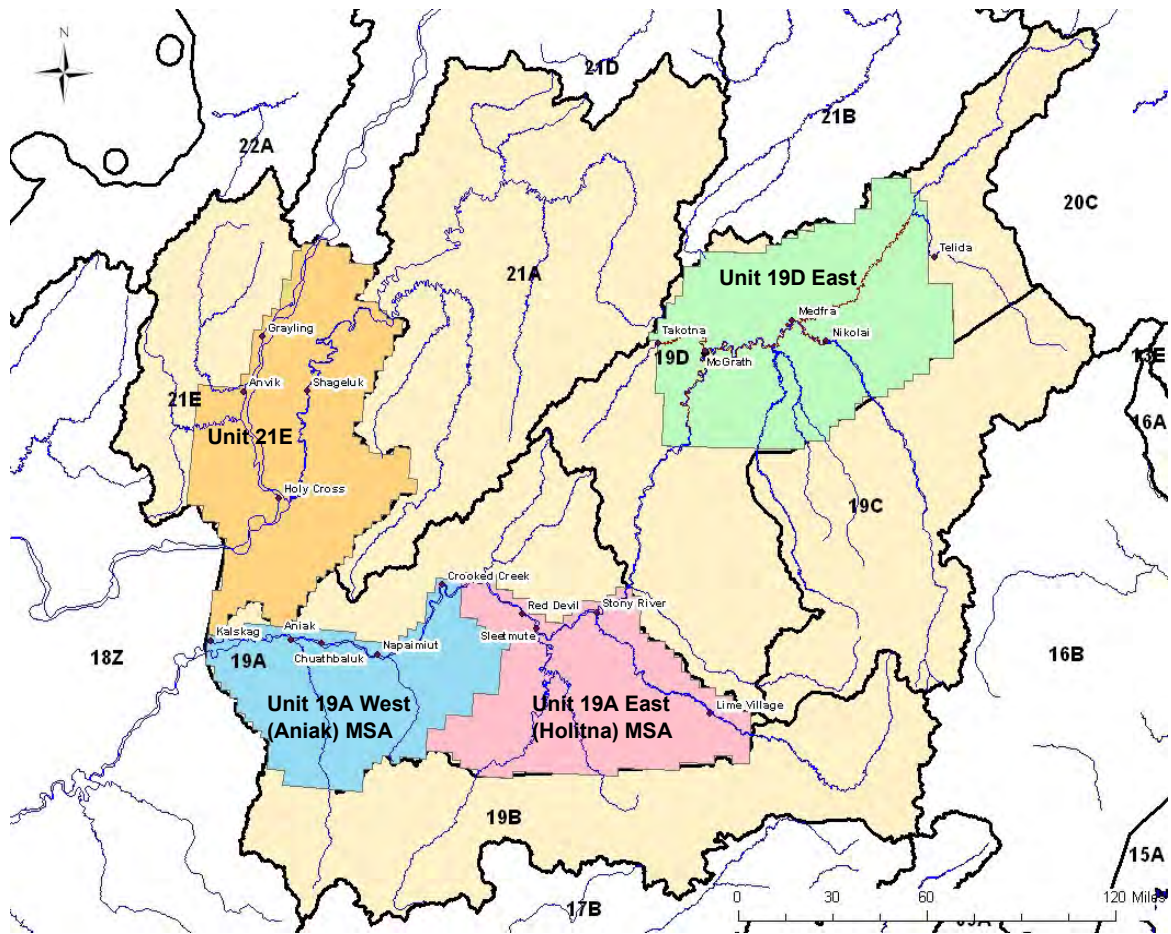 N
21D
21B
22A
20C
Telida
Unit 19D East
21A
Medfra
Grayling
Takotna
Nikolai
19D
McGrath
13E
Anvik
Shageluk
21E
16A
Unit 21E
Holy Cross
19C
Crooked Creek
Red Devil
Stony River
Kalskag
Aniak
Sleetmute
Napaimiut
18Z
19A
Chuathbaluk
16B
Unit 19A West
(Aniak) MSA
Unit 19A East
(Holitna) MSA
Lime Village
19B
15A
17B
0 30 60 120 Miles